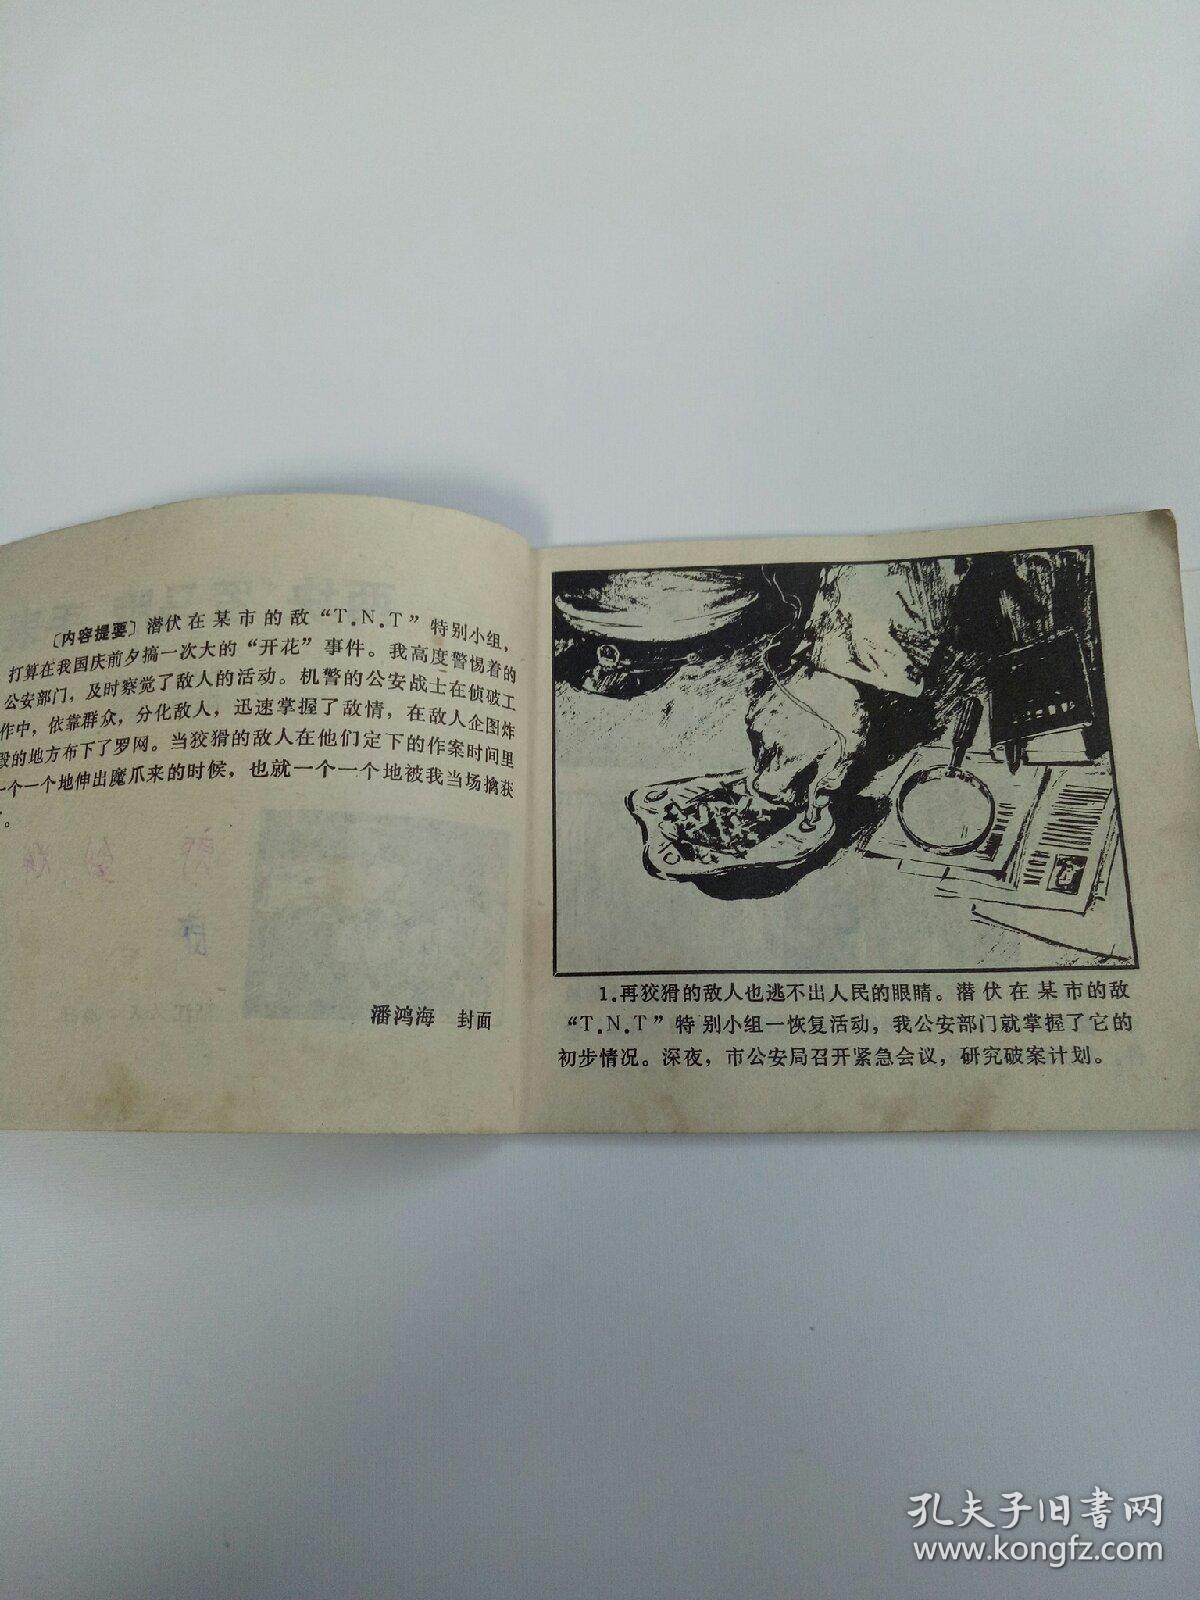 〔内容提要〕潜伏在某市的敌“T.N.T”特别小组，
打算在我国庆前夕搞一次大的“开花”事件。我高度警惕着的
公安部门，及时察觉了敌人的活动。机警的公安战士在侦破工
作中，依靠群众，分化敌人，迅速掌握了敌情，在敌人企图炸
毁的地方布下了罗网。当狡猾的敌人在他们定下的作案时间里
一个一个地伸出魔爪来的时候，也就一个一个地被我当场擒获
。
潘鸿海 封面
1.再狡猾的敌人也逃不出人民的眼睛。潜伏在某市的敌
“T.N.T”特别小组一恢复活动，我公安部门就掌握了它的
初步情况。深夜，市公安局召开紧急会议，研究破案计划。
孔夫子旧书网
www.kongfz.com